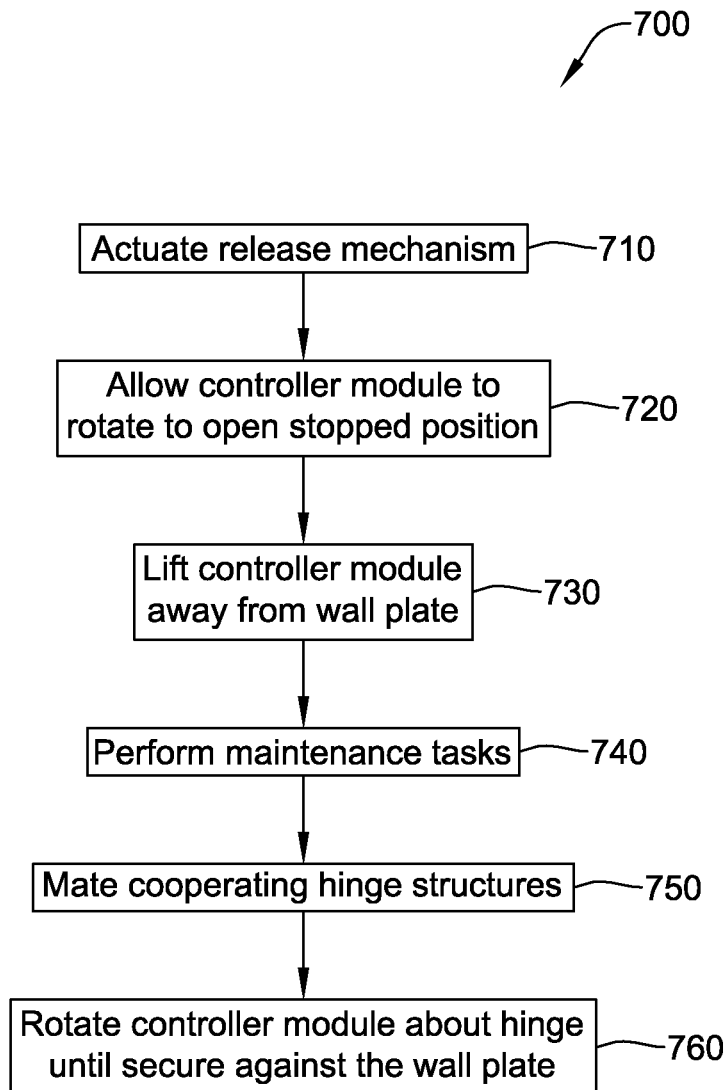 700
Actuate release mechanism
710
Allow controller module to
rotate to open stopped position
720
Lift controller module
away from wall plate
730
Perform maintenance tasks
740
Mate cooperating hinge structures
750
Rotate controller module about hinge
until secure against the wall plate
760